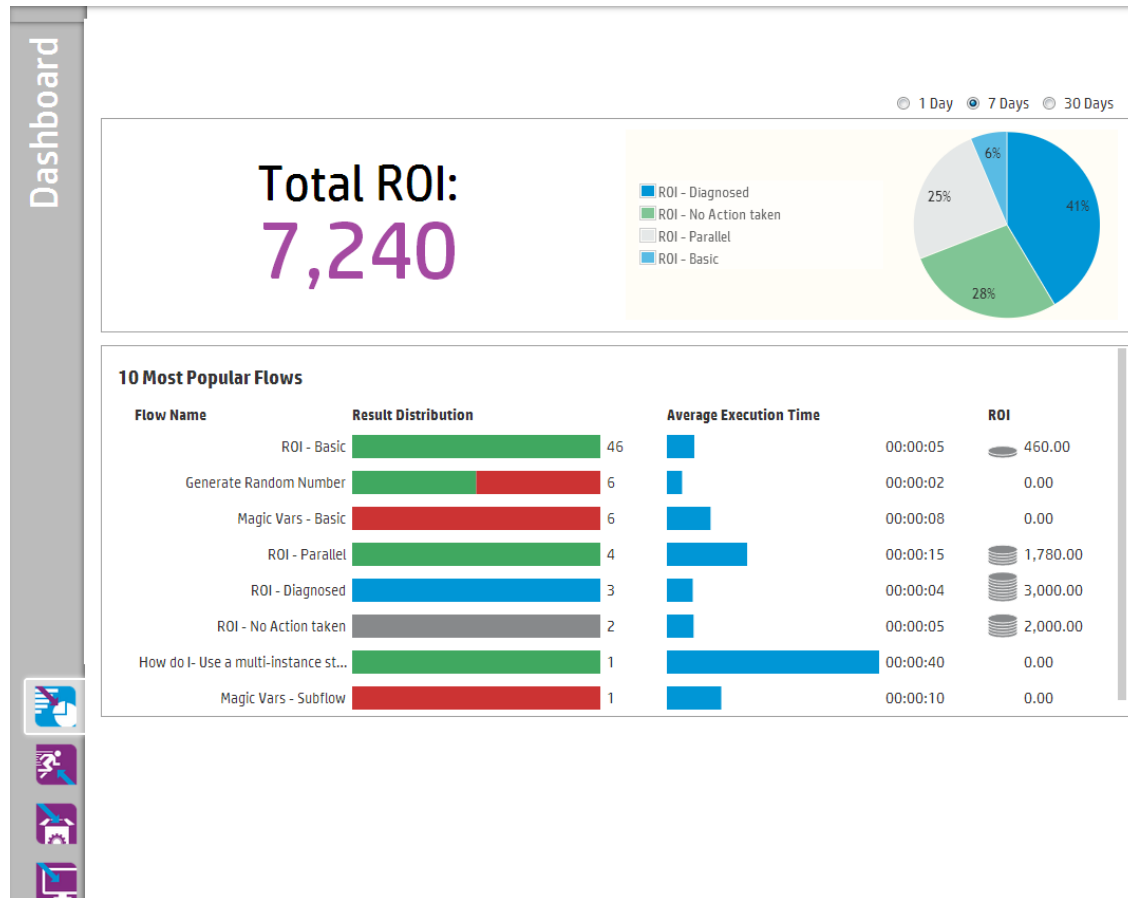 Dashboard
1 Day 7 Days 30 Days
Total ROI:
7,240
ROI - Diagnosed
ROI - No Action taken
ROI - Parallel
ROI - Basic
6%
25%
41%
28%
10 Most Popular Flows
Flow Name Result Distribution Average Execution Time ROI
ROI - Basic 46 00:00:05 460.00
Generate Random Number 6 00:00:02 0.00
Magic Vars - Basic 6 00:00:08 0.00
ROI - Parallel 4 00:00:15 1,780.00
ROI - Diagnosed 3 00:00:04 3,000.00
ROI - No Action taken 2 00:00:05 2,000.00
How do I- Use a multi-instance st... 1 00:00:40 0.00
Magic Vars - Subflow 1 00:00:10 0.00